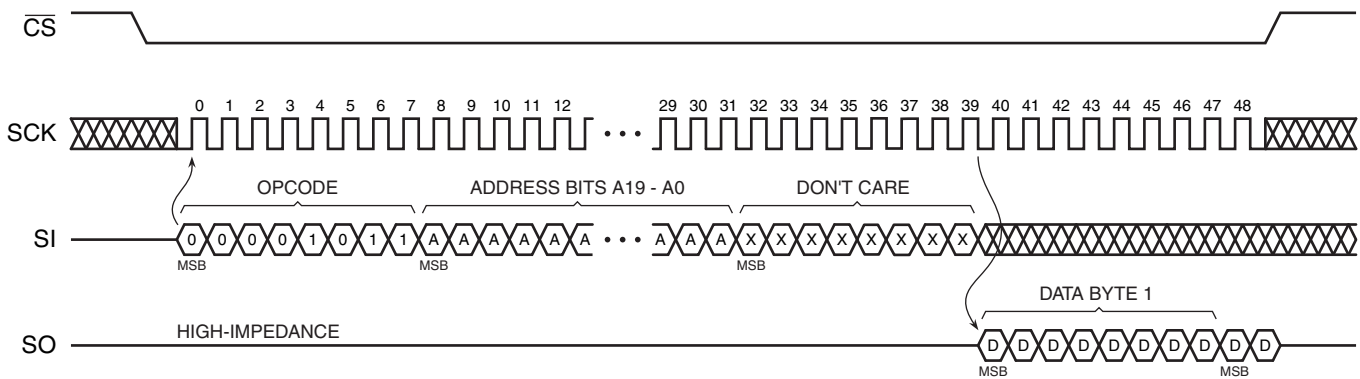 CS
0 1 2 3 4 5 6 7 8 9 10 11 12 29 30 31 32 33 34 35 36 37 38 39 40 41 42 43 44 45 46 47 48
SCK • • •
OPCODE ADDRESS BITS A19 - A0 DON'T CARE
SI 0 0 0 0 1 0 1 1 A A A A A A • • • A A A X X X X X X X X
MSB MSB MSB
DATA BYTE 1
HIGH-IMPEDANCE
SO D D D D D D D D D D
MSB MSB